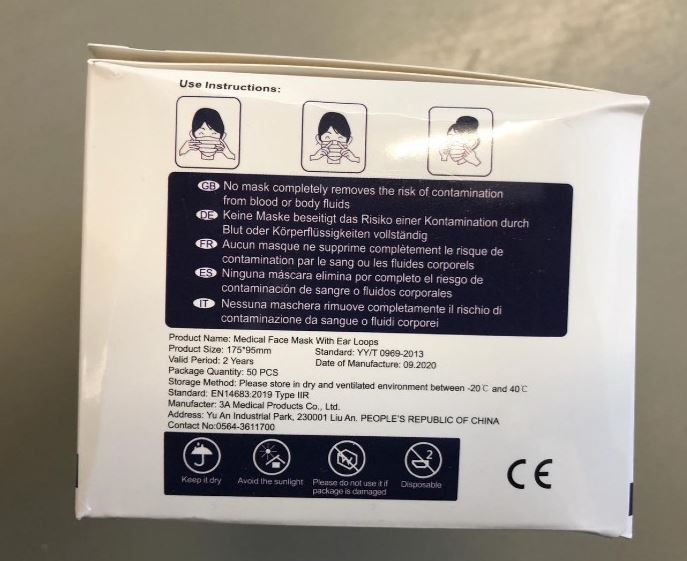 Use Instructions:
GB No mask completely removes the risk of contamination
from blood or body fluids
DE Keine Maske beseitigt das Risiko einer Kontamination durch
Blut oder Körperflüssigkeiten vollständig
FR Aucun masque ne supprime complètement le risque de
contamination par le sang ou les fluides corporels
ES Ninguna máscara elimina por completo el riesgo de
contaminación de sangre o fluidos corporales
IT Nessuna maschera rimuove completamente il rischio di
contaminazione da sangue o fluidi corporei
Product Name: Medical Face Mask With Ear Loops
Product Size: 175*95mm Standard: YY/T 0969-2013
Valid Period: 2 Years Date of Manufacture: 09.2020
Package Quantity: 50 PCS
Storage Method: Please store in dry and ventilated environment between -20℃ and 40℃
Standard: EN14683:2019 Type IIR
Manufacter: 3A Medical Products Co., Ltd.
Address: Yu An Industrial Park, 230001 Liu An. PEOPLE'S REPUBLIC OF CHINA
Contact No:0564-3611700
2
Keep it dry Avoid the sunlight Please do not use it if package is damaged Disposable
CE